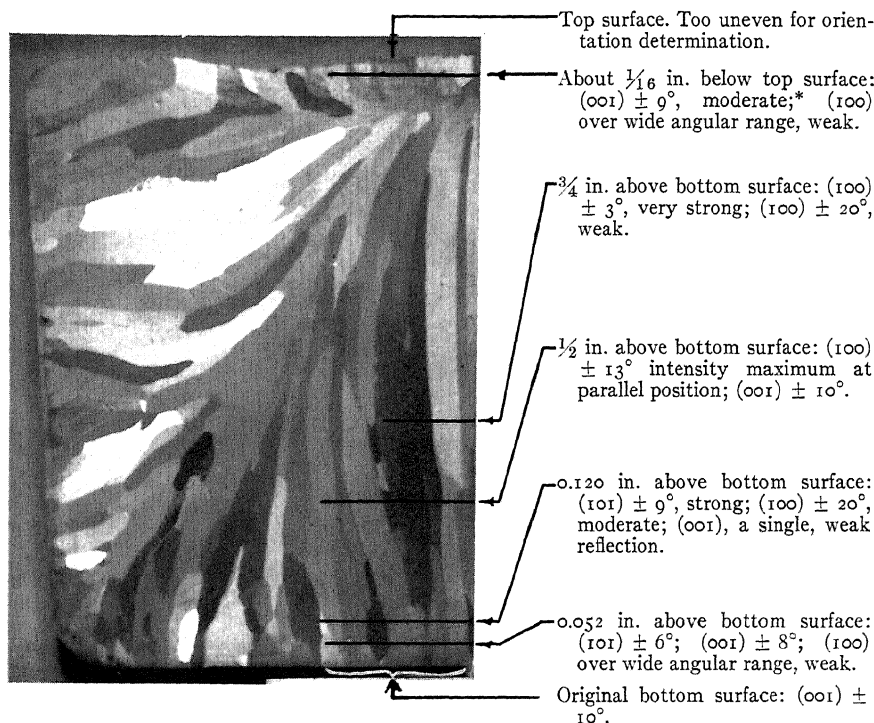 Top surface. Too uneven for orien-
tation determination.
About 1/16 in. below top surface:
(001) ± 9°, moderate;* (100)
over wide angular range, weak.
3/4 in. above bottom surface: (100)
± 3°, very strong; (100) ± 20°,
weak.
1/2 in. above bottom surface: (100)
± 13° intensity maximum at
parallel position; (001) ± 10°.
0.120 in. above bottom surface:
(101) ± 9°, strong; (100) ± 20°,
moderate; (001), a single, weak
reflection.
0.052 in. above bottom surface:
(101) ± 6°; (001) ± 8°; (100)
over wide angular range, weak.
Original bottom surface: (001) ±
10°.